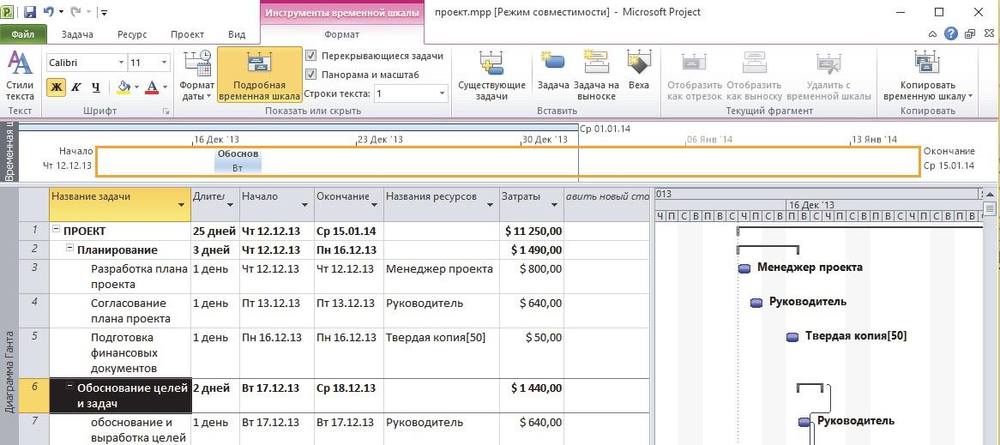 Инструменты временной шкалы
проект.mpp [Режим совместимости] - Microsoft Project
Файл Задача Ресурс Проект Вид Формат
Стили текста
Текст
Calibri 11
Ж К Ч А
Шрифт
Формат даты
Подробная временная шкала
Перекрывающиеся задачи
Панорама и масштаб
Строки текста: 1
Показать или скрыть
Существующие задачи
Задача
Задача на выноске
Веха
Вставить
Отобразить как отрезок
Отобразить как выноску
Удалить с временной шкалы
Текущий фрагмент
Копировать временную шкалу
Копировать
Временная ш
Ср 01.01.14
16 Дек '13 23 Дек '13 30 Дек '13 06 Янв '14 13 Янв '14
Начало
Чт 12.12.13
Обоснов
Вт
Окончание
Ср 15.01.14
Диаграмма Ганта
Название задачи Длител Начало Окончание Названия ресурсов Затраты авить новый сто
1 ПРОЕКТ 25 дней Чт 12.12.13 Ср 15.01.14 $ 11 250,00
2 Планирование 3 дней Чт 12.12.13 Пн 16.12.13 $ 1 490,00
3 Разработка плана проекта 1 день Чт 12.12.13 Чт 12.12.13 Менеджер проекта $ 800,00
4 Согласование плана проекта 1 день Пт 13.12.13 Пт 13.12.13 Руководитель $ 640,00
5 Подготовка финансовых документов 1 день Пн 16.12.13 Пн 16.12.13 Твердая копия[50] $ 50,00
6 Обоснование целей и задач 2 дней Вт 17.12.13 Ср 18.12.13 $ 1 440,00
7 обоснование и выработка целей 1 день Вт 17.12.13 Вт 17.12.13 Руководитель $ 640,00
2013 16 Дек '13
Ч П С В П В С Ч П С В П В С Ч П С В П В С Ч П С В П В
Менеджер проекта
Руководитель
Твердая копия[50]
Руководитель